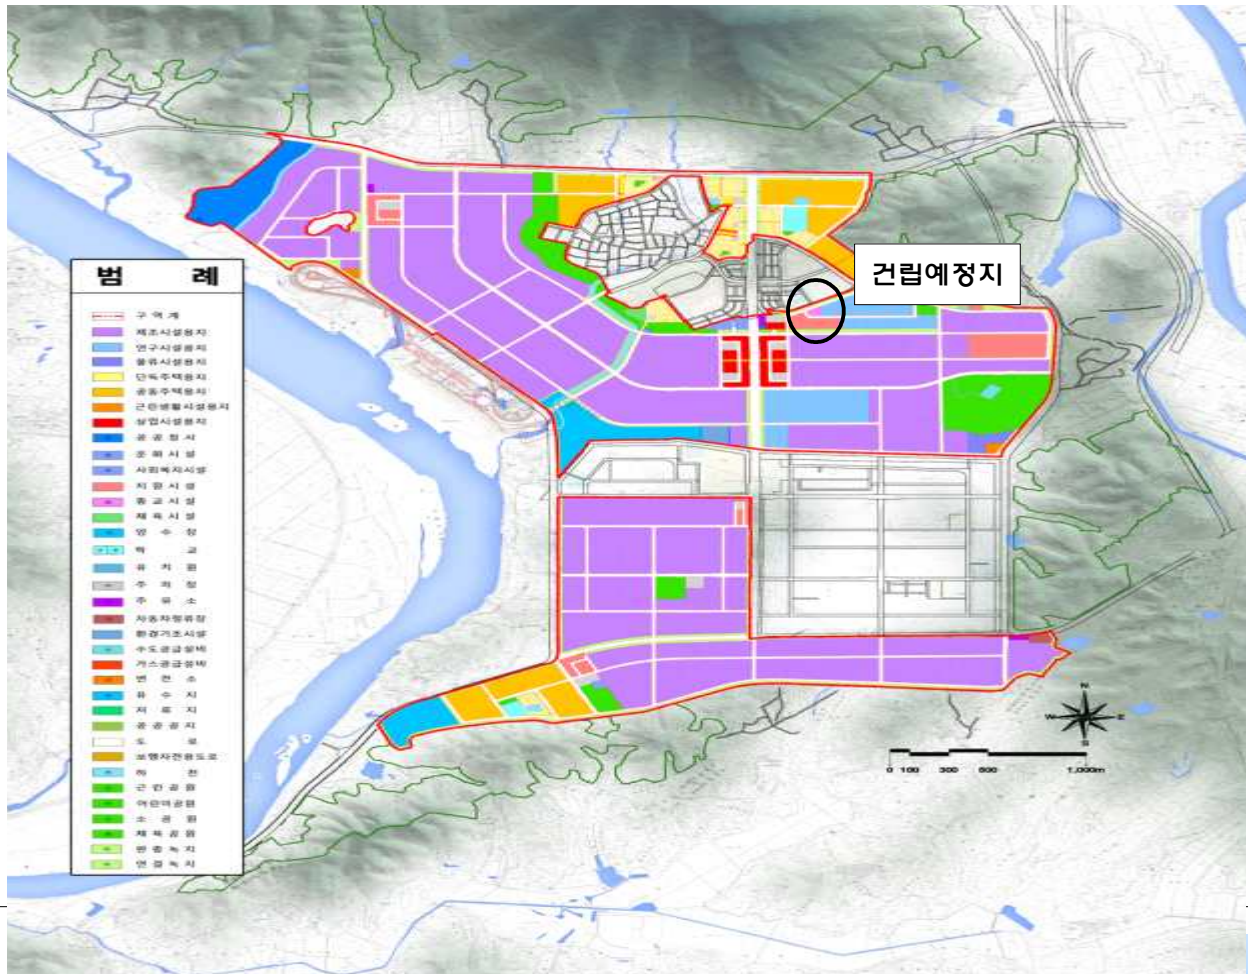 범 례
구 역 계
제조시설용지
연구시설용지
물류시설용지
단독주택용지
공동주택용지
근린생활시설용지
상업시설용지
공 공 청 사
문 화 시 설
사회복지시설
지 원 시 설
종 교 시 설
체 육 시 설
정 수 장
학 교
유 치 원
주 차 장
주 유 소
자동차정류장
환경기초시설
수도공급설비
가스공급설비
변 전 소
유 수 지
저 류 지
공 공 공 지
도 로
보행자전용도로
하 천
근 린 공 원
어린이공원
소 공 원
체 육 공 원
완 충 녹 지
연 결 녹 지
건립예정지
N
W
E
S
0 100 300 500 1,000m